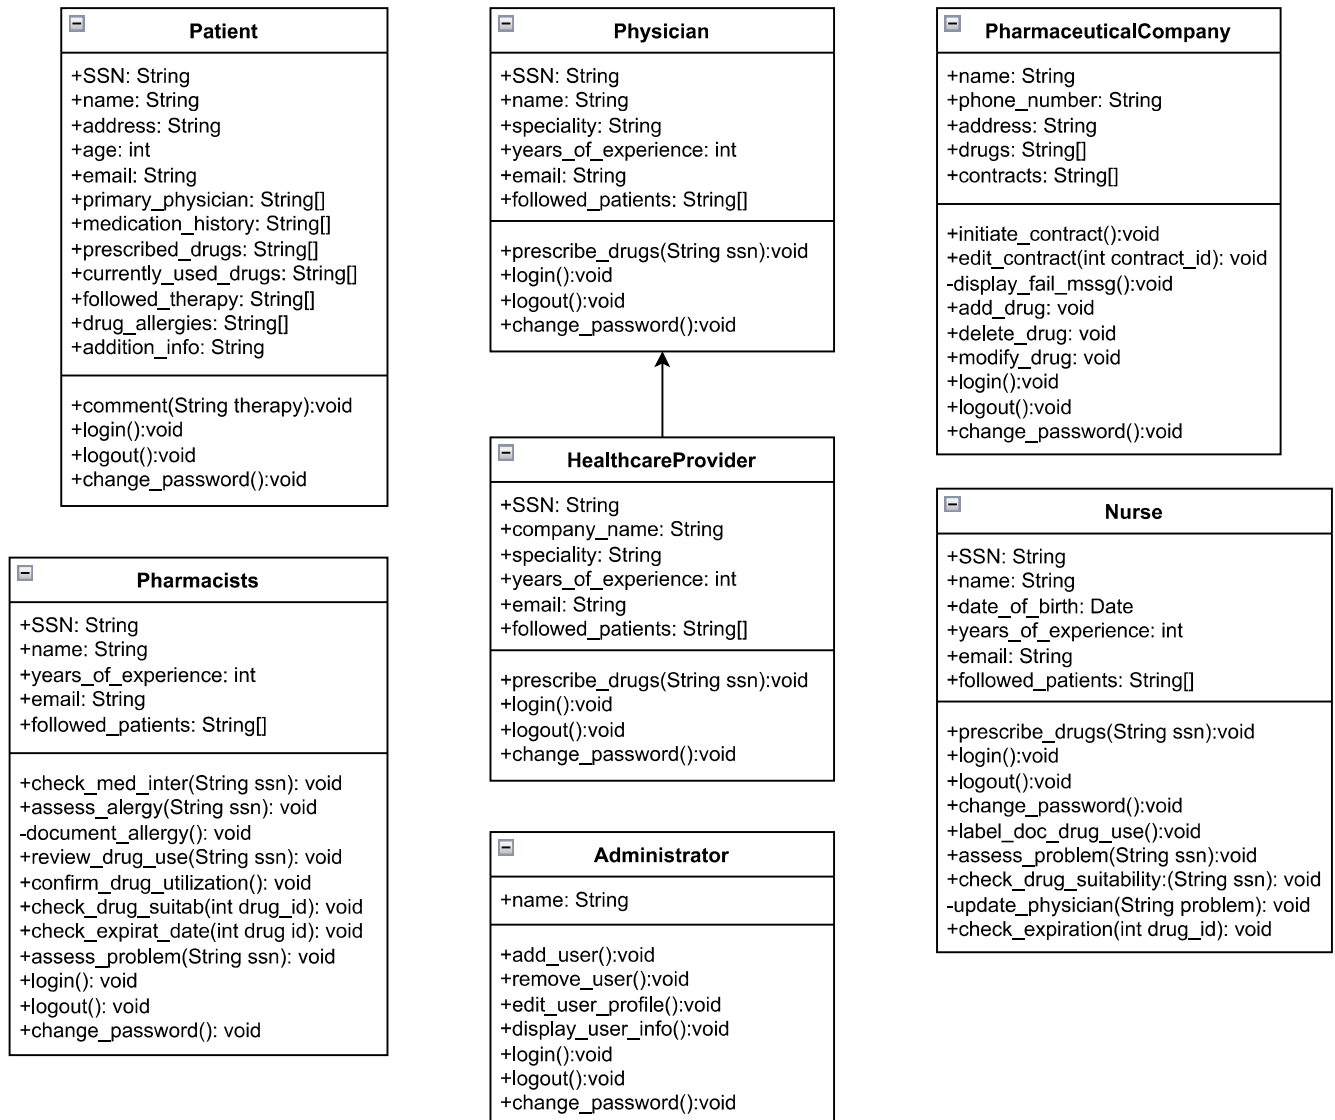 Patient
+SSN: String
+name: String
+address: String
+age: int
+email: String
+primary_physician: String[]
+medication_history: String[]
+prescribed_drugs: String[]
+currently_used_drugs: String[]
+followed_therapy: String[]
+drug_allergies: String[]
+addition_info: String
+comment(String therapy):void
+login():void
+logout():void
+change_password():void
Physician
+SSN: String
+name: String
+speciality: String
+years_of_experience: int
+email: String
+followed_patients: String[]
+prescribe_drugs(String ssn):void
+login():void
+logout():void
+change_password():void
PharmaceuticalCompany
+name: String
+phone_number: String
+address: String
+drugs: String[]
+contracts: String[]
+initiate_contract():void
+edit_contract(int contract_id): void
-display_fail_mssg():void
+add_drug: void
+delete_drug: void
+modify_drug: void
+login():void
+logout():void
+change_password():void
HealthcareProvider
+SSN: String
+company_name: String
+speciality: String
+years_of_experience: int
+email: String
+followed_patients: String[]
+prescribe_drugs(String ssn):void
+login():void
+logout():void
+change_password():void
Nurse
+SSN: String
+name: String
+date_of_birth: Date
+years_of_experience: int
+email: String
+followed_patients: String[]
+prescribe_drugs(String ssn):void
+login():void
+logout():void
+change_password():void
+label_doc_drug_use():void
+assess_problem(String ssn):void
+check_drug_suitability:(String ssn): void
-update_physician(String problem): void
+check_expiration(int drug_id): void
Pharmacists
+SSN: String
+name: String
+years_of_experience: int
+email: String
+followed_patients: String[]
+check_med_inter(String ssn): void
+assess_alergy(String ssn): void
-document_allergy(): void
+review_drug_use(String ssn): void
+confirm_drug_utilization(): void
+check_drug_suitab(int drug_id): void
+check_expirat_date(int drug id): void
+assess_problem(String ssn): void
+login(): void
+logout(): void
+change_password(): void
Administrator
+name: String
+add_user():void
+remove_user():void
+edit_user_profile():void
+display_user_info():void
+login():void
+logout():void
+change_password():void